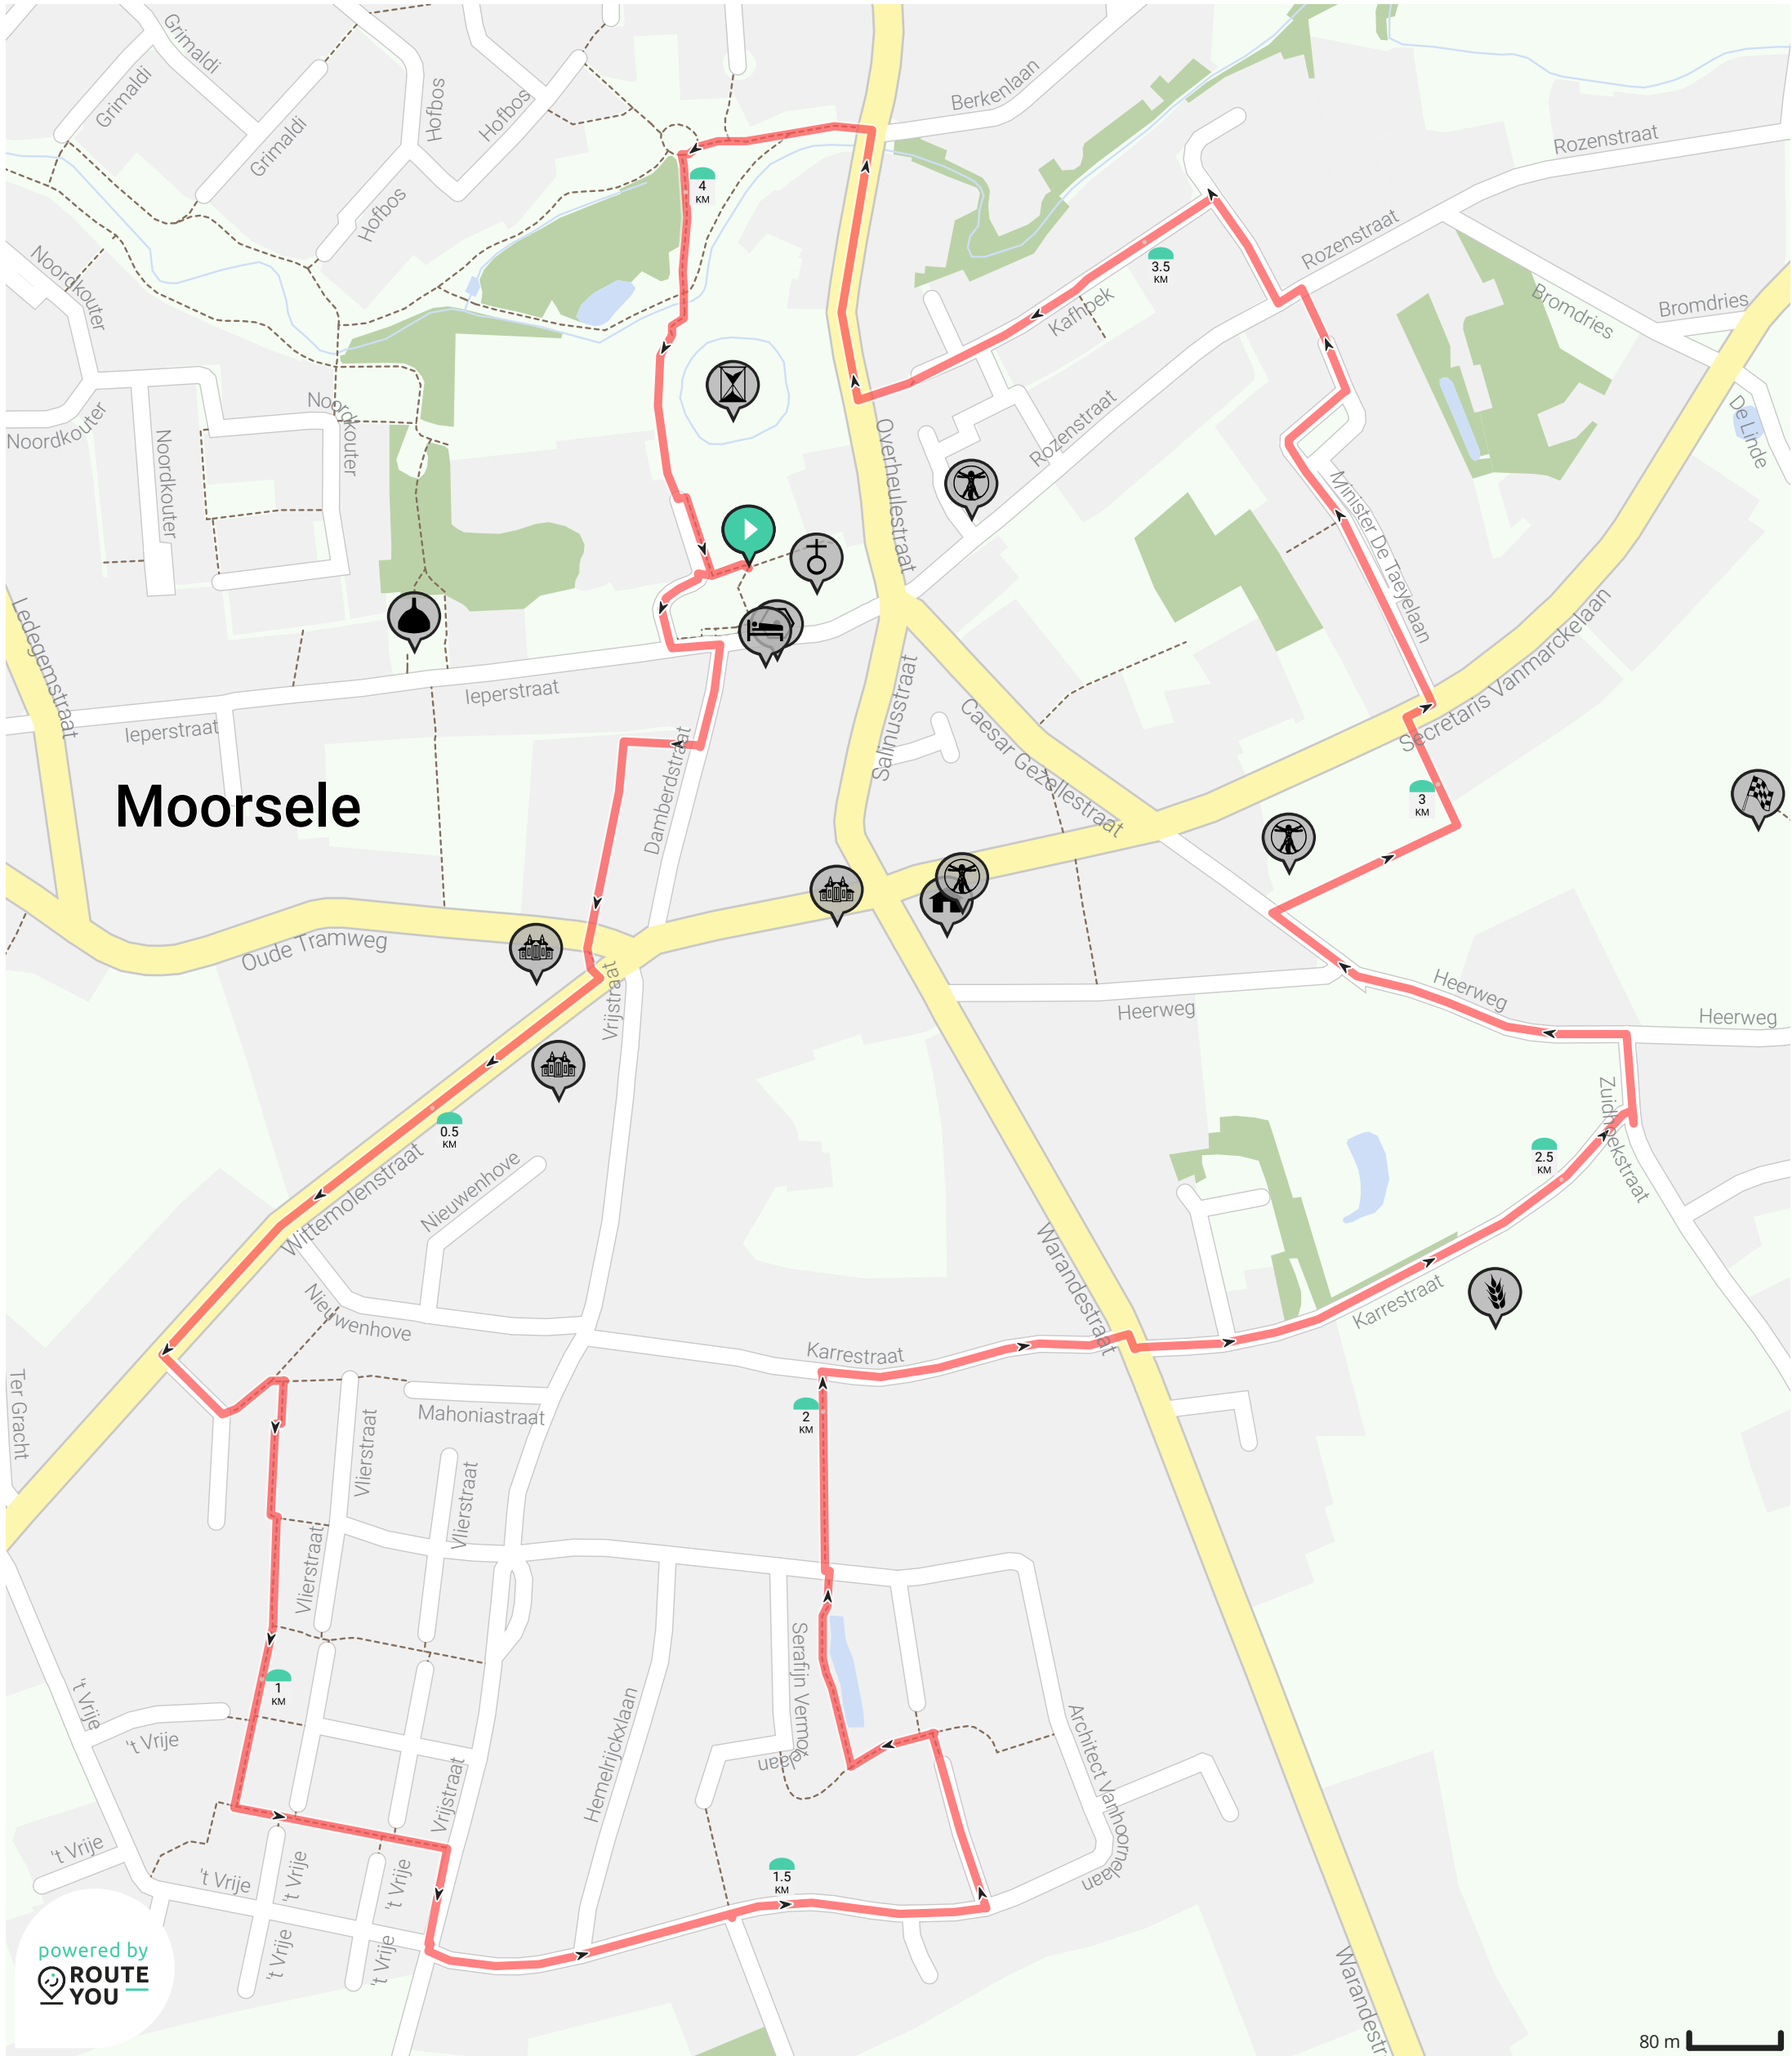 Grimaldi
Grimaldi
Grimaldi
Hofbos
Hofbos
Hofbos
Berkenlaan
Rozenstraat
4
KM
Rozenstraat
3.5
KM
Kafhoek
Noordkouter
Bromdries
Bromdries
Noordkouter
Noordkouter
Noordkouter
De Linde
Rozenstraat
Overheulestraat
Minister De Taeyelaan
Ledegemstraat
Ieperstraat
Ieperstraat
Salinusstraat
Caesar Gezellestraat
Secretaris Vanmarckelaan
Damberdstraat
Moorsele
3
KM
Oude Tramweg
Vrijstraat
Heerweg
Heerweg
Heerweg
Zuidhoekstraat
0.5
KM
2.5
KM
Wittemolenstraat
Nieuwenhove
Nieuwenhove
Warandestraat
Karrestraat
Karrestraat
Ter Gracht
Mahoniastraat
2
KM
Vlierstraat
Vlierstraat
Vlierstraat
1
KM
't Vrije
't Vrije
Serafijn Vermote
laan
Hemelrijckxlaan
Architect Vanhoornelaan
Vrijstraat
't Vrije
't Vrije
't Vrije
't Vrije
't Vrije
't Vrije
1.5
KM
Warandestr
powered by
ROUTE
YOU
80 m